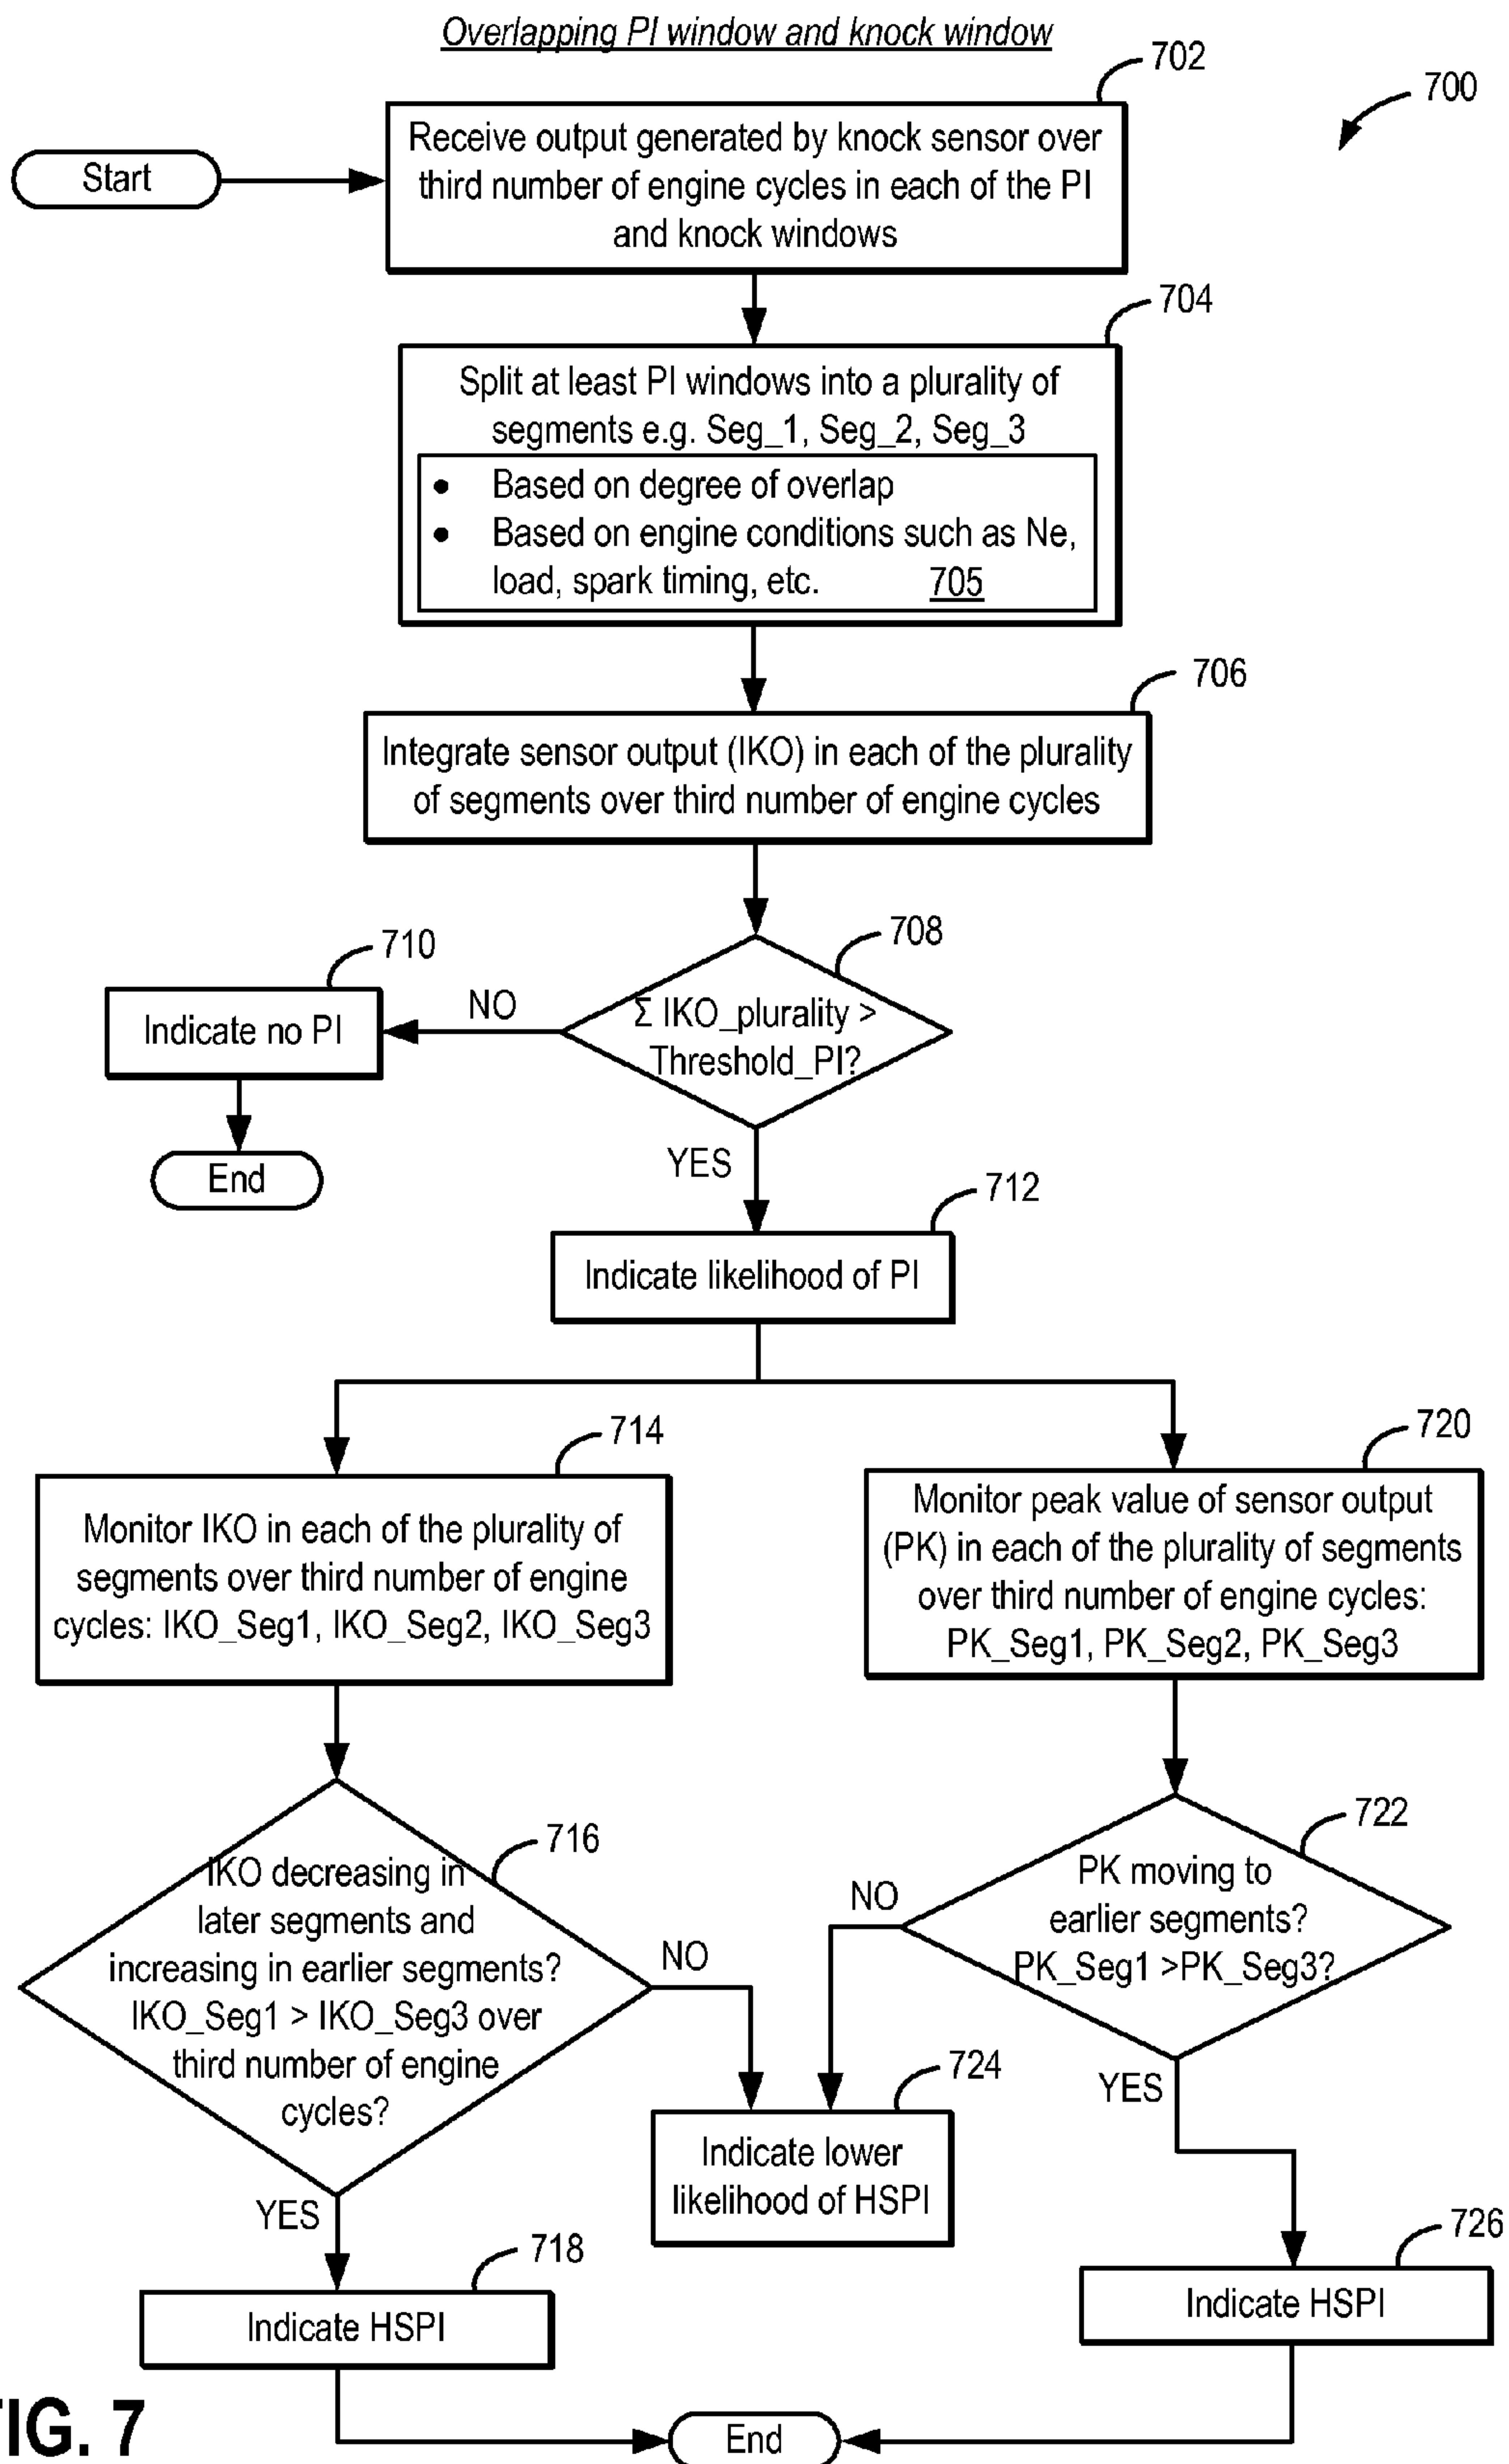 Overlapping PI window and knock window
702
700
Start
Receive output generated by knock sensor over
third number of engine cycles in each of the PI
and knock windows
704
Split at least PI windows into a plurality of
segments e.g. Seg_1, Seg_2, Seg_3
• Based on degree of overlap
• Based on engine conditions such as Ne,
load, spark timing, etc. 705
706
Integrate sensor output (IKO) in each of the plurality
of segments over third number of engine cycles
708
710
Σ IKO_plurality >
Threshold_PI?
NO
Indicate no PI
End
YES
712
Indicate likelihood of PI
714
Monitor IKO in each of the plurality of
segments over third number of engine
cycles: IKO_Seg1, IKO_Seg2, IKO_Seg3
720
Monitor peak value of sensor output
(PK) in each of the plurality of segments
over third number of engine cycles:
PK_Seg1, PK_Seg2, PK_Seg3
716
IKO decreasing in
later segments and
increasing in earlier segments?
IKO_Seg1 > IKO_Seg3 over
third number of engine
cycles?
NO
722
PK moving to
earlier segments?
PK_Seg1 >PK_Seg3?
NO
724
Indicate lower
likelihood of HSPI
YES
YES
718
Indicate HSPI
726
Indicate HSPI
End
FIG. 7